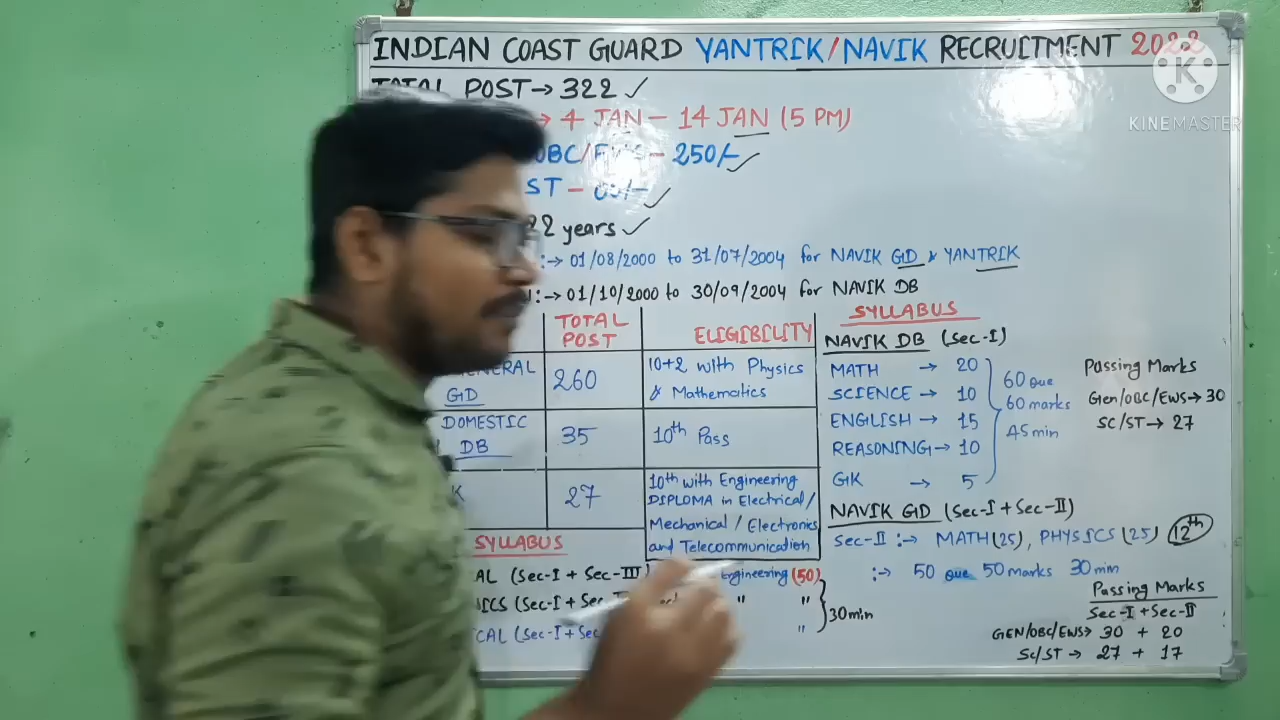 INDIAN COAST GUARD YANTRIK/NAVIK RECRUITMENT 2022
KINEMASTER
TOTAL POST → 322 ✓
→ 4 JAN - 14 JAN (5 PM)
OBC/EWS - 250/- ✓
ST - 00/- ✓
22 years ✓
:→ 01/08/2000 to 31/07/2004 for NAVIK GD & YANTRIK
:→ 01/10/2000 to 30/09/2004 for NAVIK DB
TOTAL POST
ELIGIBILITY
GENERAL GD
260
10+2 with Physics
& Mathematics
DOMESTIC
DB
35
10th Pass
K
27
10th with Engineering
DIPLOMA in Electrical/
Mechanical / Electronics
and Telecommunication
SYLLABUS
CAL (Sec-I + Sec-III)
Engineering (50)
ICS (Sec-I + Sec
" "
CAL (Sec-I + Sec
"
30 min
SYLLABUS
NAVIK DB (Sec-I)
MATH → 20
SCIENCE → 10
ENGLISH → 15
REASONING → 10
GK → 5
60 que
60 marks
45 min
Passing Marks
Gen/OBC/EWS → 30
SC/ST → 27
NAVIK GD (Sec-I + Sec-II)
Sec-II :→ MATH (25), PHYSICS (25) 12th
:→ 50 que 50 marks 30 min
Passing Marks
Sec-I + Sec-II
GEN/OBC/EWS → 30 + 20
SC/ST → 27 + 17